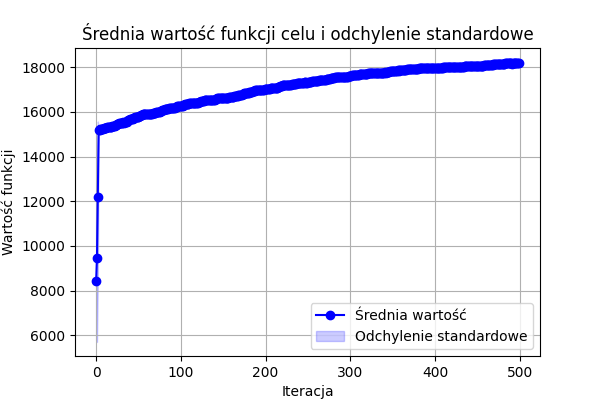 Średnia wartość funkcji celu i odchylenie standardowe
Wartość funkcji
18000
16000
14000
12000
10000
8000
6000
Średnia wartość
Odchylenie standardowe
0 100 200 300 400 500
Iteracja